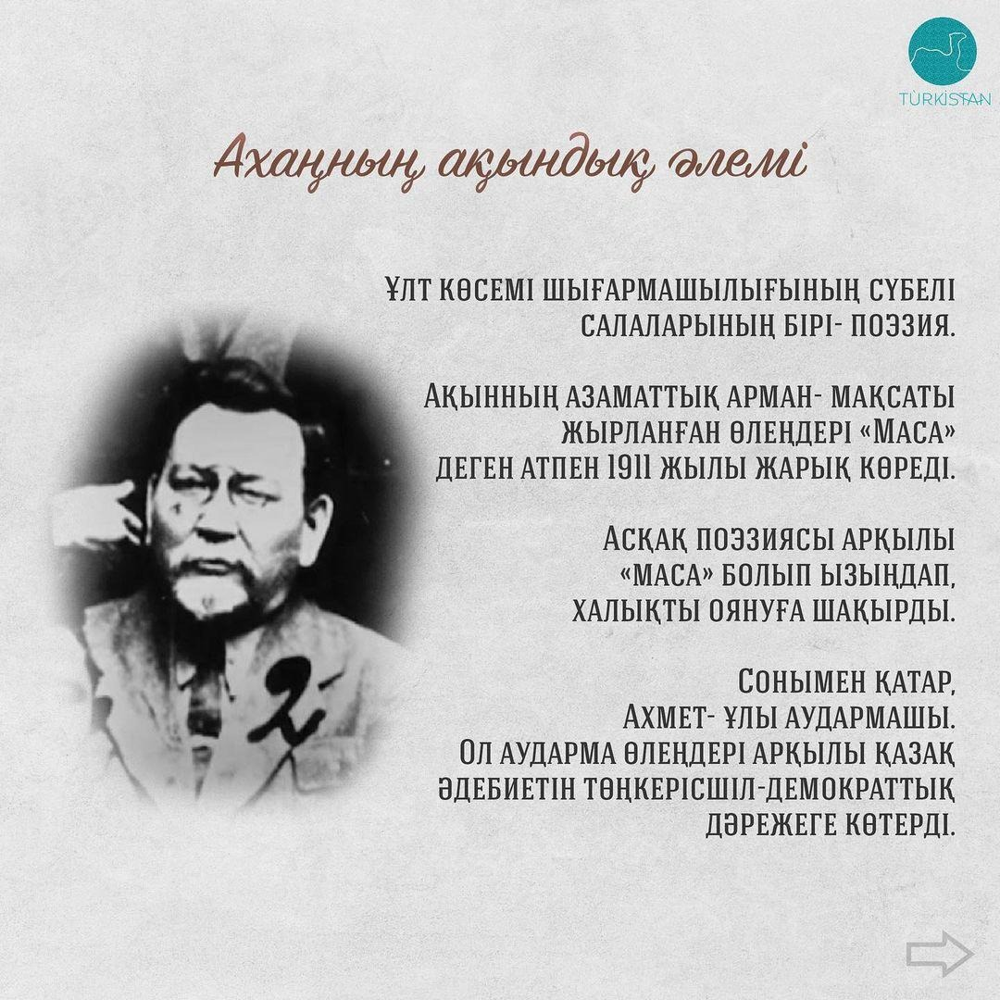 TÜRKİSTAN
Ахаңның ақындық әлемі
Ұлт көсемі шығармашылығының сүбелі
салаларының бірі- поэзия.
Ақынның азаматтық арман- мақсаты
жырланған өлеңдері «Маса»
деген атпен 1911 жылы жарық көреді.
Асқақ поэзиясы арқылы
«маса» болып ызыңдап,
халықты оянуға шақырды.
Сонымен қатар,
Ахмет- ұлы аудармашы.
Ол аударма өлеңдері арқылы қазақ
әдебиетін төңкерісшіл-демократтық
дәрежеге көтерді.
2